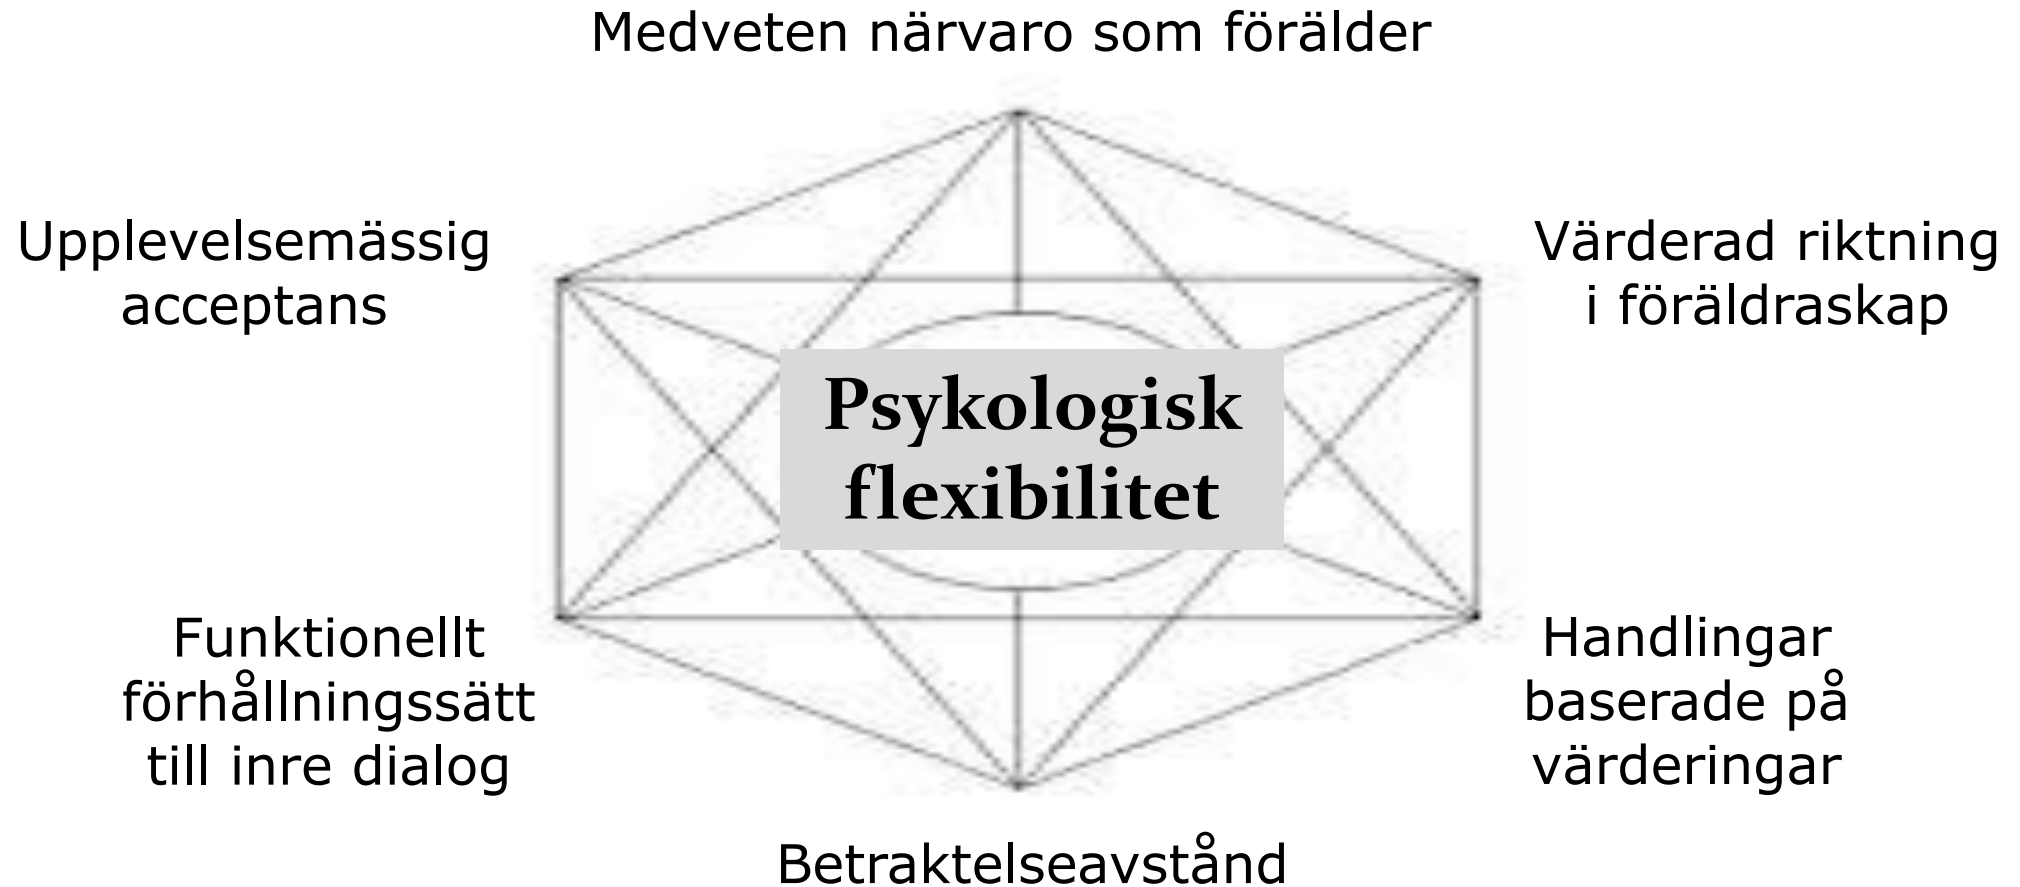 Medveten närvaro som förälder
Upplevelsemässig
acceptans
Värderad riktning
i föräldraskap
Psykologisk
flexibilitet
Funktionellt
förhållningssätt
till inre dialog
Handlingar
baserade på
värderingar
Betraktelseavstånd